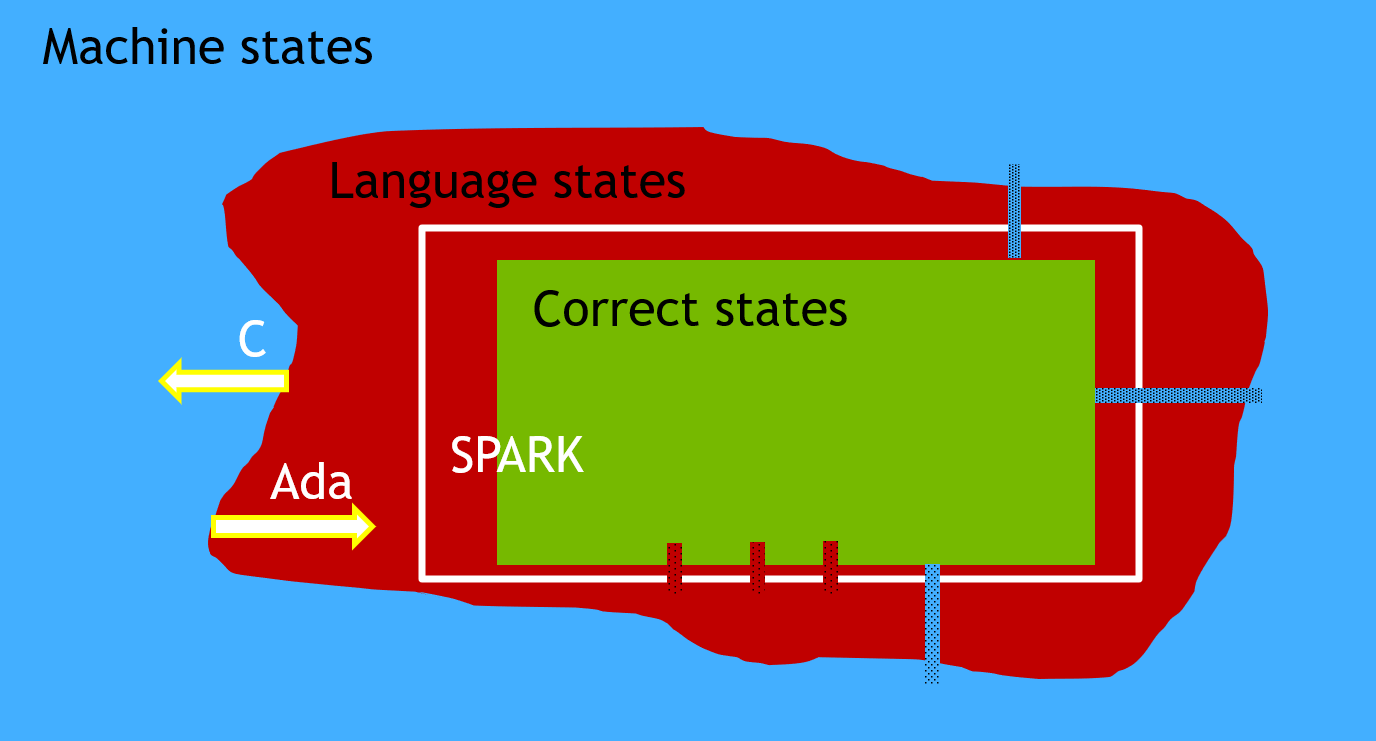 Machine states
Language states
Correct states
C
SPARK
Ada